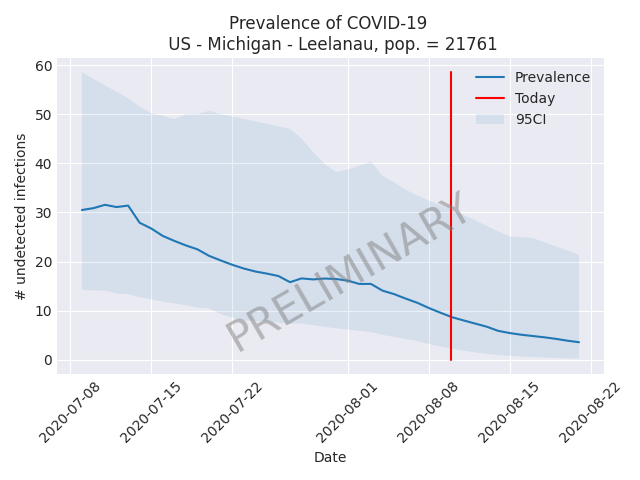 Prevalence of COVID-19
US - Michigan - Leelanau, pop. = 21761
# undetected infections
60
50
40
30
20
10
0
Prevalence
Today
95CI
PRELIMINARY
2020-07-08
2020-07-15
2020-07-22
2020-08-01
2020-08-08
2020-08-15
2020-08-22
Date